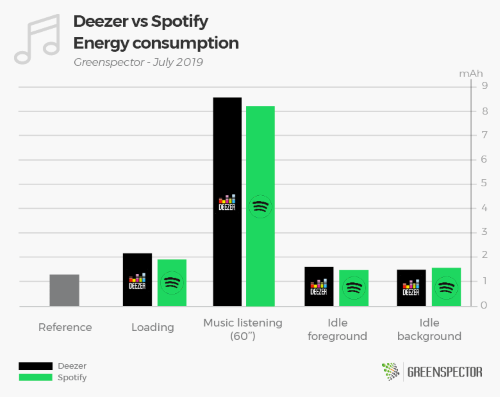 Deezer vs Spotify
Energy consumption
Greenspector - July 2019
mAh
9
8
7
6
5
4
3
2
1
0
DEEZER
DEEZER
DEEZER
DEEZER
Reference
Loading
Music listening
(60’’)
Idle
foreground
Idle
background
Deezer
Spotify
GREENSPECTOR